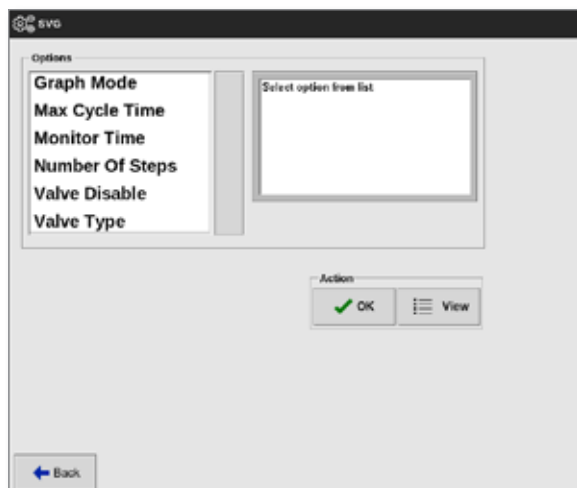 SVG
Options
Graph Mode
Max Cycle Time
Monitor Time
Number Of Steps
Valve Disable
Valve Type
Select option from list
Action
OK
View
Back